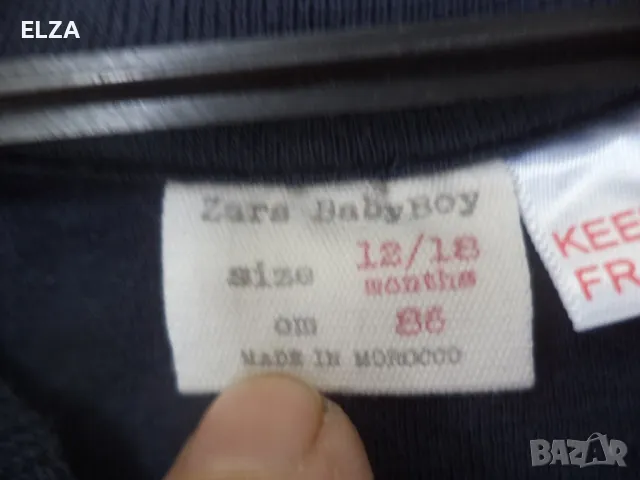 ELZA
Zara BabyBoy
size 12/18
months
cm 86
MADE IN MOROCCO
KEE
FR
BAZAR